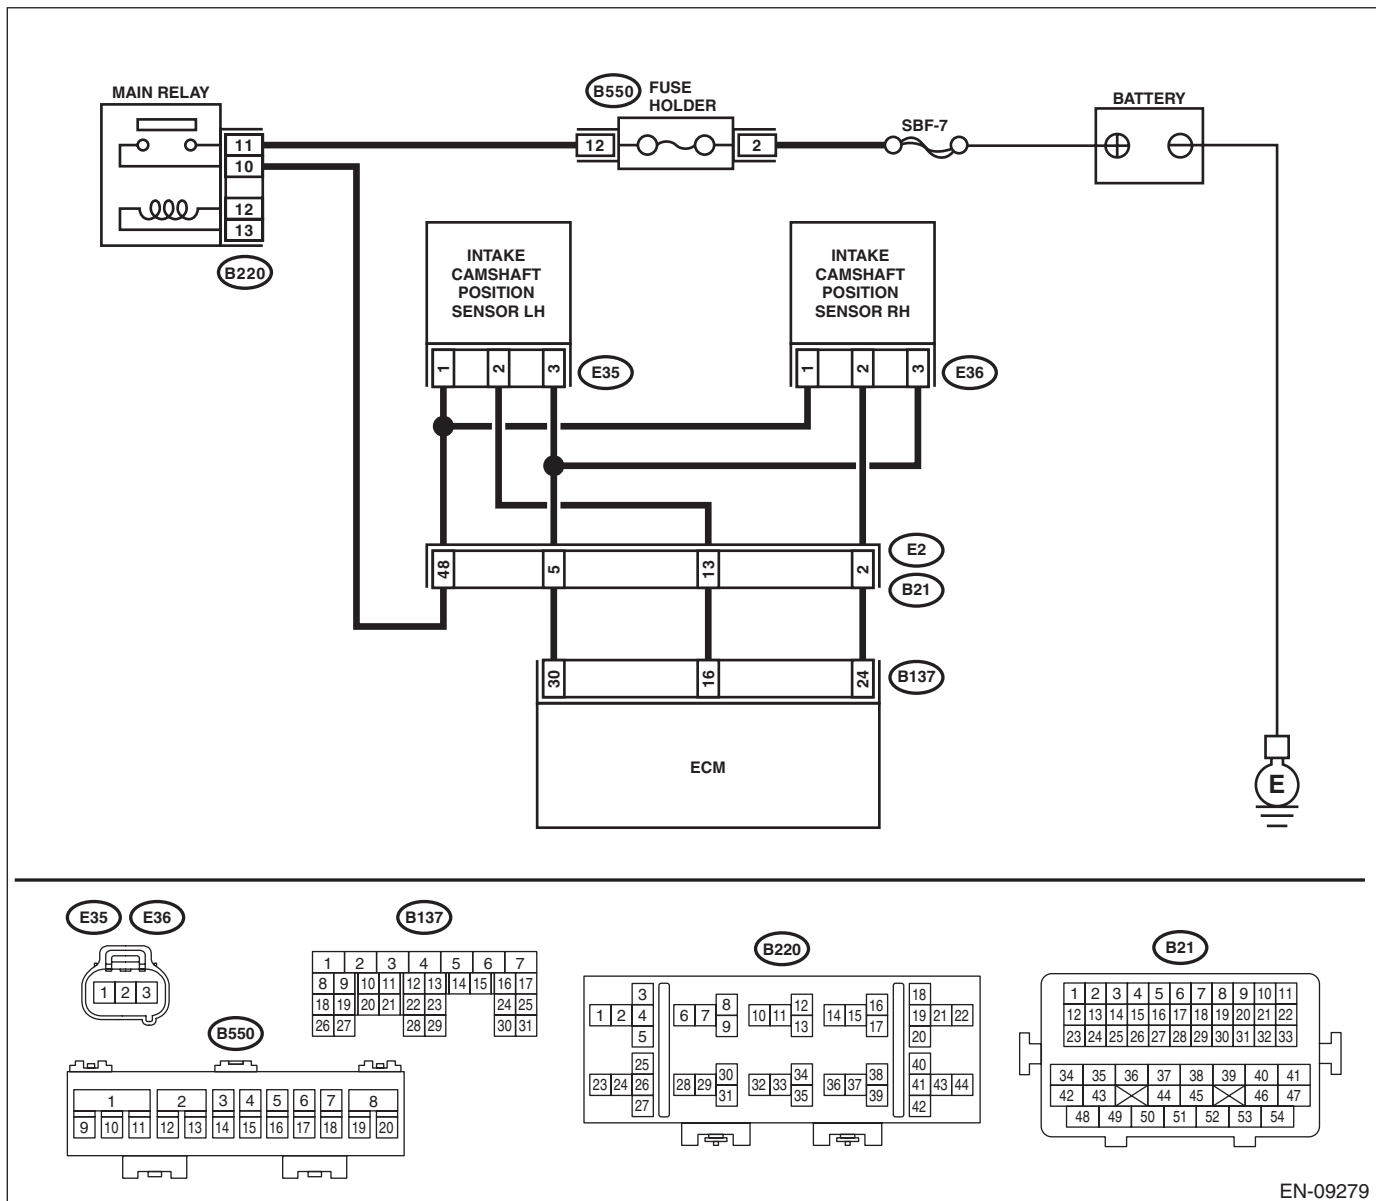 MAIN RELAY
B550
FUSE
HOLDER
SBF-7
BATTERY
11
10
12
13
12
2
B220
INTAKE
CAMSHAFT
POSITION
SENSOR LH
INTAKE
CAMSHAFT
POSITION
SENSOR RH
1 2 3
E35
1 2 3
E36
48 5 13 2
E2
B21
30 16 24
B137
ECM
E
E35 E36
1 2 3
B137
1 2 3 4 5 6 7
8 9 10 11 12 13 14 15 16 17
18 19 20 21 22 23 24 25
26 27 28 29 30 31
B550
1 2 3 4 5 6 7 8
9 10 11 12 13 14 15 16 17 18 19 20
B220
3 8 12 16 18
1 2 4 6 7 10 11 14 15 19 21 22
5 9 13 17 20
25 30 34 38 40
23 24 26 28 29 32 33 36 37 41 43 44
27 31 35 39 42
B21
1 2 3 4 5 6 7 8 9 10 11
12 13 14 15 16 17 18 19 20 21 22
23 24 25 26 27 28 29 30 31 32 33
34 35 36 37 38 39 40 41
42 43 44 45 46 47
48 49 50 51 52 53 54
EN-09279